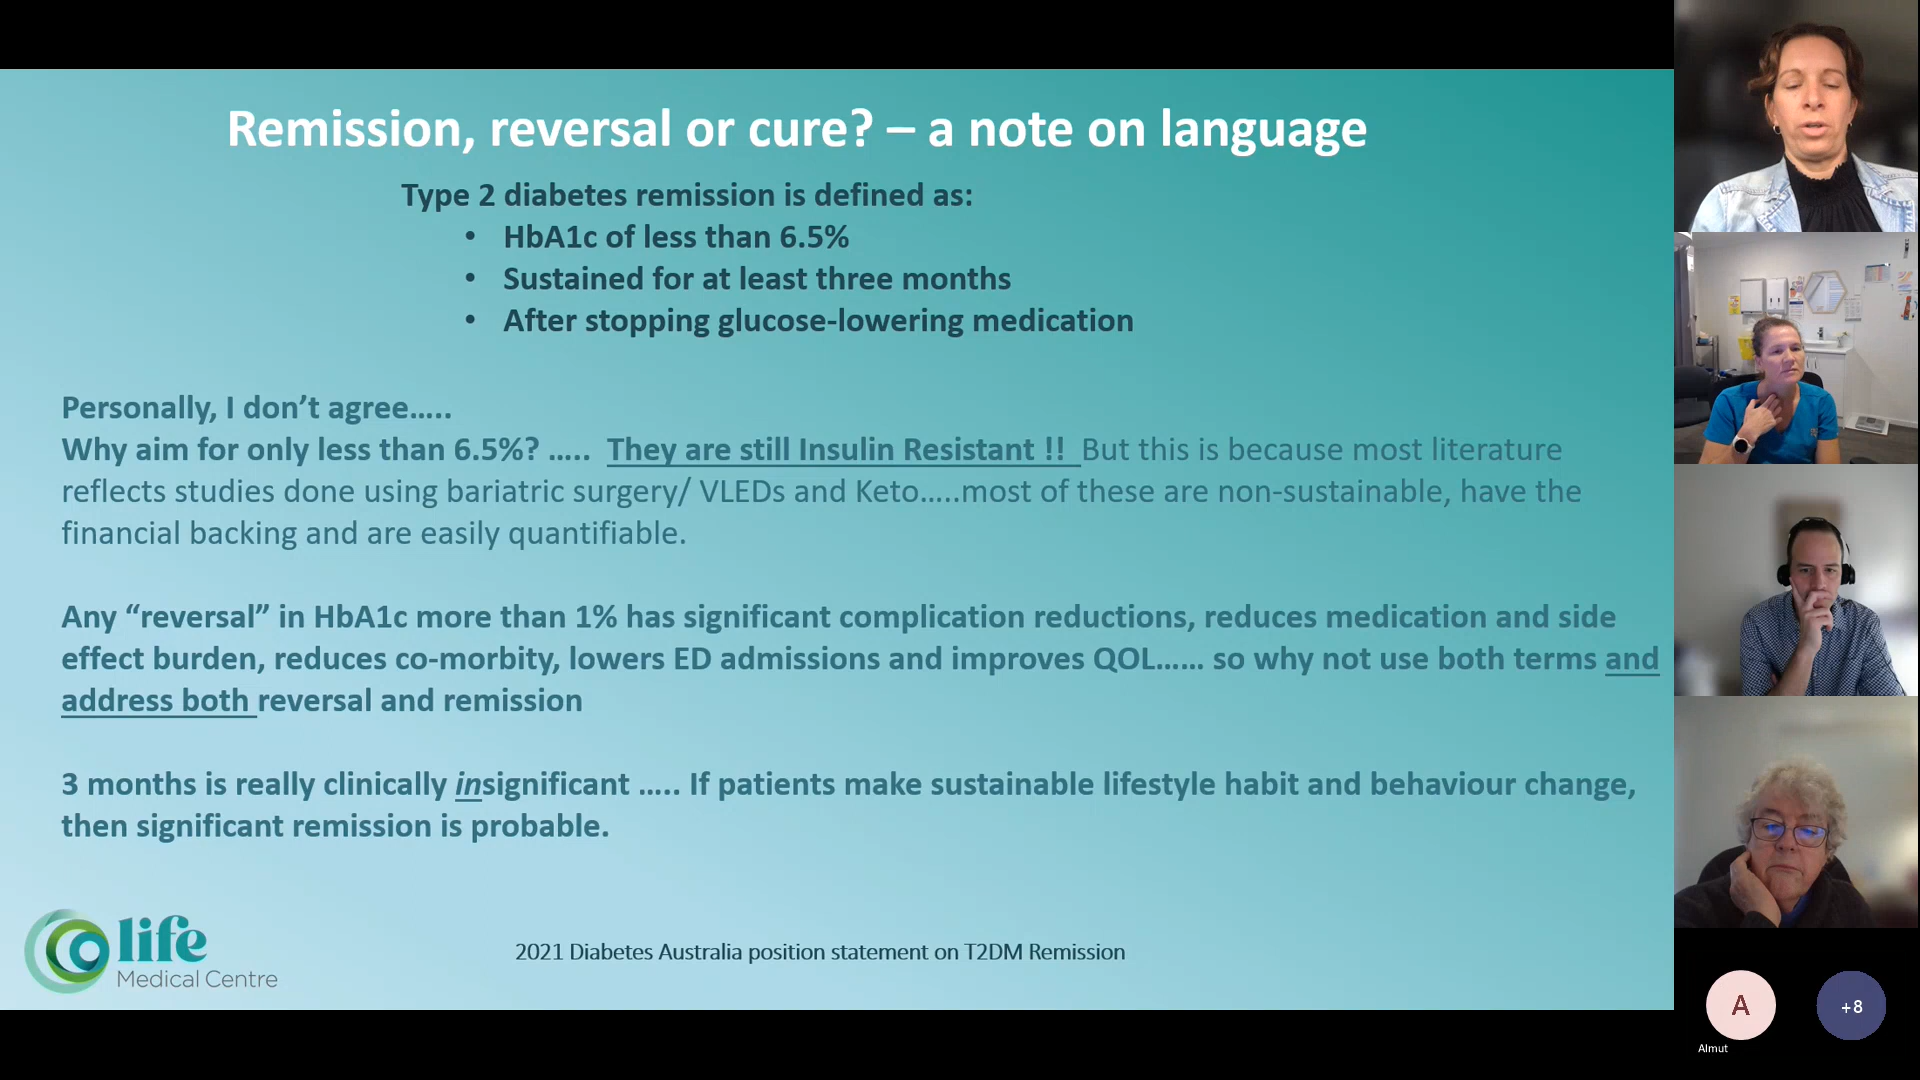 Remission, reversal or cure? – a note on language
Type 2 diabetes remission is defined as:
• HbA1c of less than 6.5%
• Sustained for at least three months
• After stopping glucose-lowering medication
Personally, I don't agree…..
Why aim for only less than 6.5%? ….. They are still Insulin Resistant !! But this is because most literature
reflects studies done using bariatric surgery/ VLEDs and Keto…..most of these are non-sustainable, have the
financial backing and are easily quantifiable.
Any “reversal” in HbA1c more than 1% has significant complication reductions, reduces medication and side
effect burden, reduces co-morbity, lowers ED admissions and improves QOL…… so why not use both terms and
address both reversal and remission
3 months is really clinically insignificant ….. If patients make sustainable lifestyle habit and behaviour change,
then significant remission is probable.
life
Medical Centre
2021 Diabetes Australia position statement on T2DM Remission
A
+8
Almut